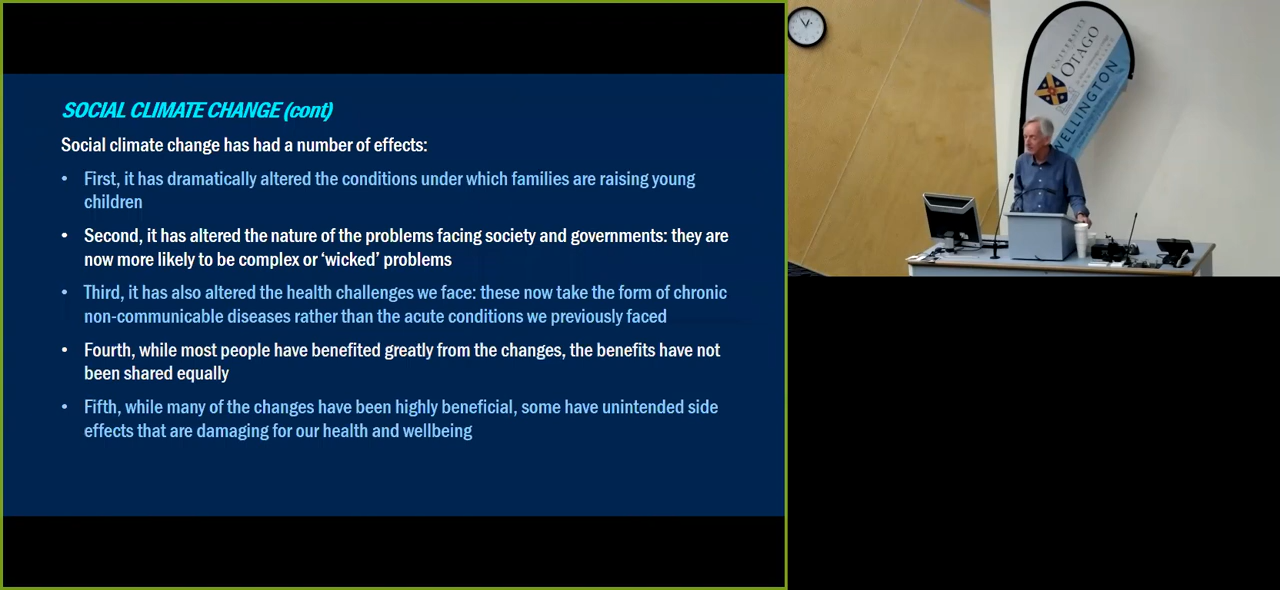 SOCIAL CLIMATE CHANGE (cont)
Social climate change has had a number of effects:
• First, it has dramatically altered the conditions under which families are raising young
children
• Second, it has altered the nature of the problems facing society and governments: they are
now more likely to be complex or ‘wicked’ problems
• Third, it has also altered the health challenges we face: these now take the form of chronic
non-communicable diseases rather than the acute conditions we previously faced
• Fourth, while most people have benefited greatly from the changes, the benefits have not
been shared equally
• Fifth, while many of the changes have been highly beneficial, some have unintended side
effects that are damaging for our health and wellbeing
UNIVERSITY
OTAGO
WELLINGTON